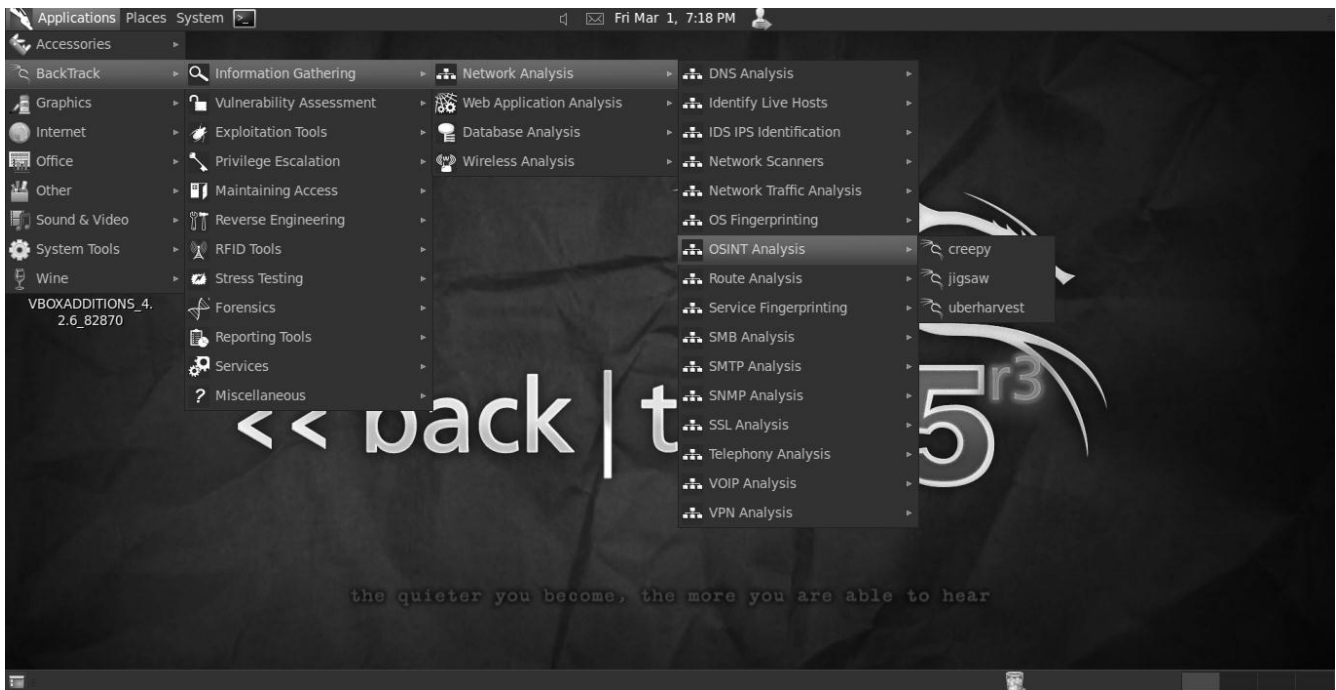 Applications Places System
Fri Mar 1, 7:18 PM
Accessories
BackTrack
Graphics
Internet
Office
Other
Sound & Video
System Tools
Wine
VBOXADDITIONS_4.
2.6_82870
Information Gathering
Vulnerability Assessment
Exploitation Tools
Privilege Escalation
Maintaining Access
Reverse Engineering
RFID Tools
Stress Testing
Forensics
Reporting Tools
Services
Miscellaneous
Network Analysis
Web Application Analysis
Database Analysis
Wireless Analysis
DNS Analysis
Identify Live Hosts
IDS IPS Identification
Network Scanners
Network Traffic Analysis
OS Fingerprinting
OSINT Analysis
Route Analysis
Service Fingerprinting
SMB Analysis
SMTP Analysis
SNMP Analysis
SSL Analysis
Telephony Analysis
VOIP Analysis
VPN Analysis
creepy
jigsaw
uberharvest
<< back | t 5 r3
the quieter you become, the more you are able to hear